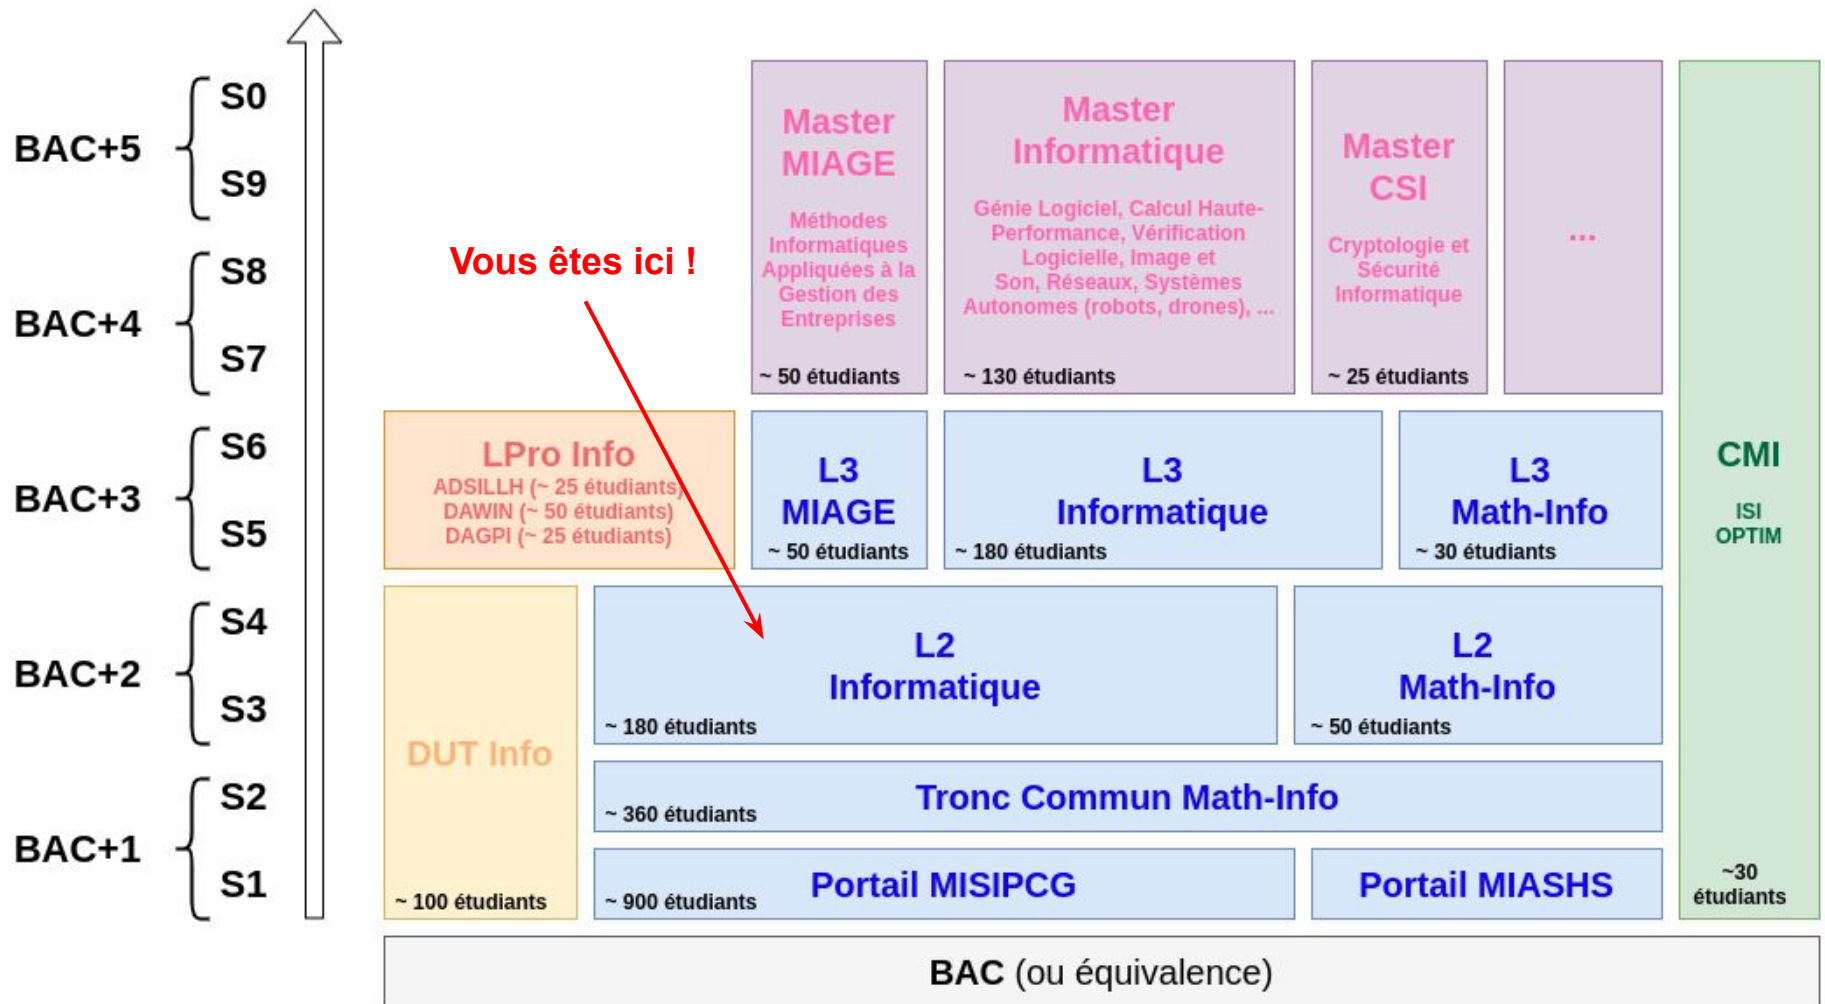 BAC+5
S0
S9
BAC+4
S8
S7
BAC+3
S6
S5
BAC+2
S4
S3
BAC+1
S2
S1
Vous êtes ici !
Master
MIAGE
Méthodes
Informatiques
Appliquées à la
Gestion des
Entreprises
~ 50 étudiants
Master
Informatique
Génie Logiciel, Calcul Haute-
Performance, Vérification
Logicielle, Image et
Son, Réseaux, Systèmes
Autonomes (robots, drones), ...
~ 130 étudiants
Master
CSI
Cryptologie et
Sécurité
Informatique
~ 25 étudiants
...
CMI
ISI
OPTIM
~30
étudiants
LPro Info
ADSILLH (~ 25 étudiants)
DAWIN (~ 50 étudiants)
DAGPI (~ 25 étudiants)
L3
MIAGE
~ 50 étudiants
L3
Informatique
~ 180 étudiants
L3
Math-Info
~ 30 étudiants
DUT Info
~ 100 étudiants
L2
Informatique
~ 180 étudiants
L2
Math-Info
~ 50 étudiants
Tronc Commun Math-Info
~ 360 étudiants
Portail MISIPCG
~ 900 étudiants
Portail MIASHS
BAC (ou équivalence)